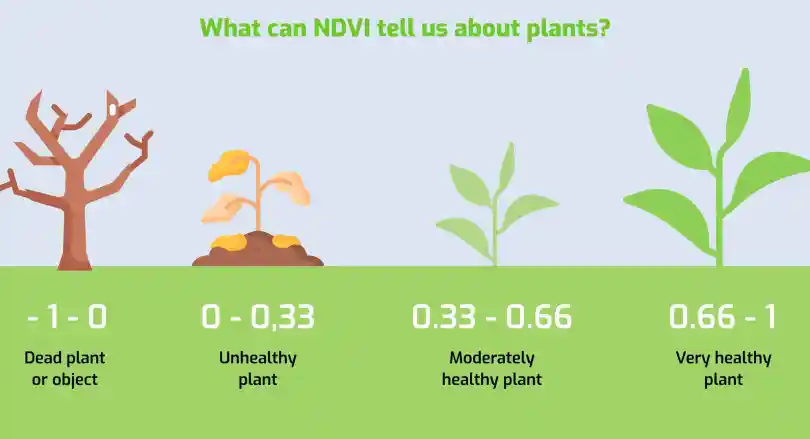 What can NDVI tell us about plants?
- 1 - 0
0 - 0,33
0.33 - 0.66
0.66 - 1
Dead plant
or object
Unhealthy
plant
Moderately
healthy plant
Very healthy
plant